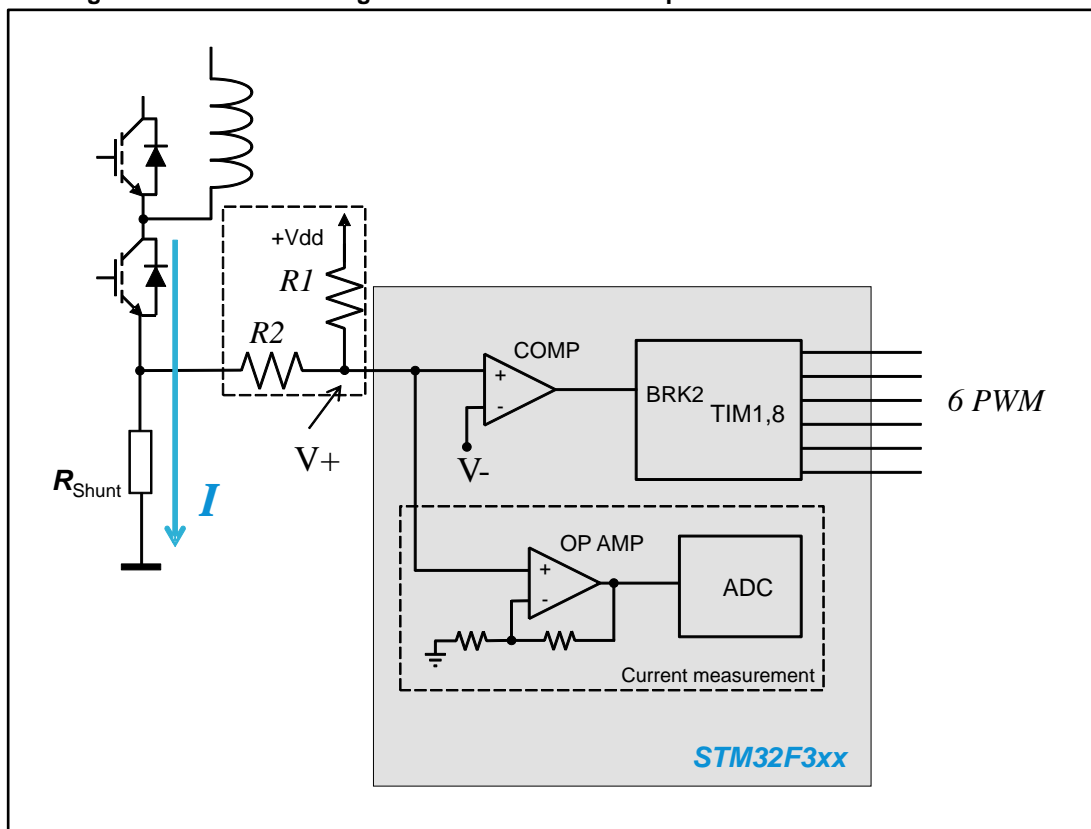 +Vdd
R1
R2
V+
RShunt
I
COMP
+
-
V-
BRK2
TIM1,8
6 PWM
OP AMP
+
-
ADC
Current measurement
STM32F3xx